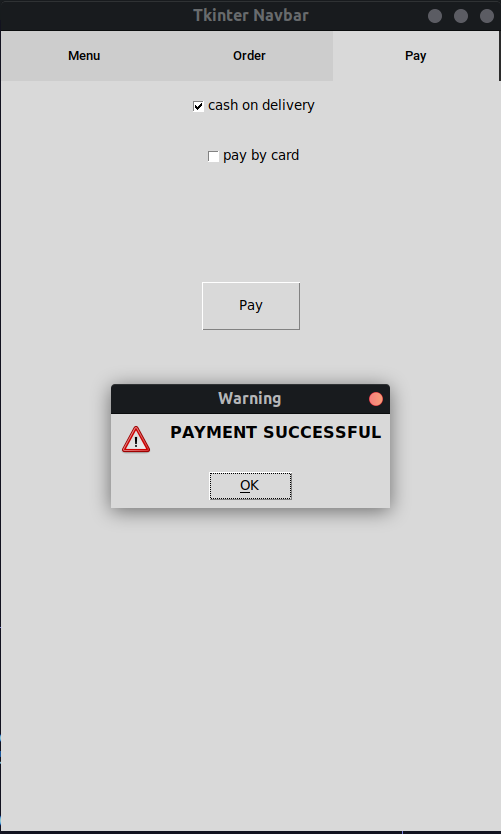 Tkinter Navbar
Menu Order Pay
cash on delivery
pay by card
Pay
Warning
PAYMENT SUCCESSFUL
OK